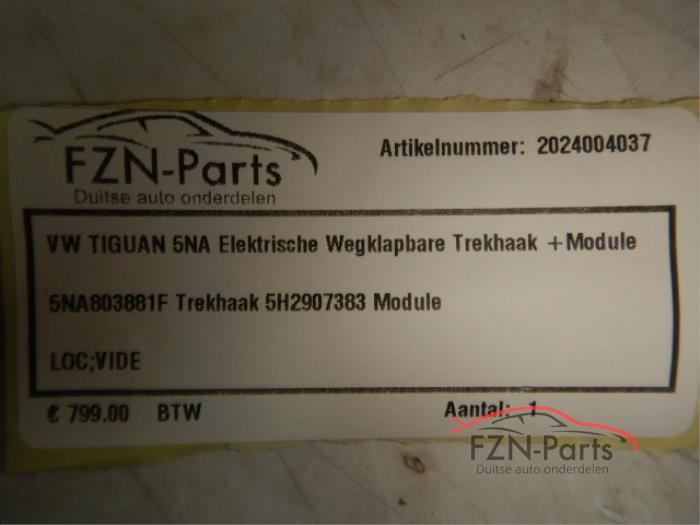 FZN-Parts
Duitse auto onderdelen
Artikelnummer: 2024004037
VW TIGUAN 5NA Elektrische Wegklapbare Trekhaak +Module
5NA803881F Trekhaak 5H2907383 Module
LOC;VIDE
€ 799.00 BTW
Aantal: 1
FZN-Parts
Duitse auto onderdelen